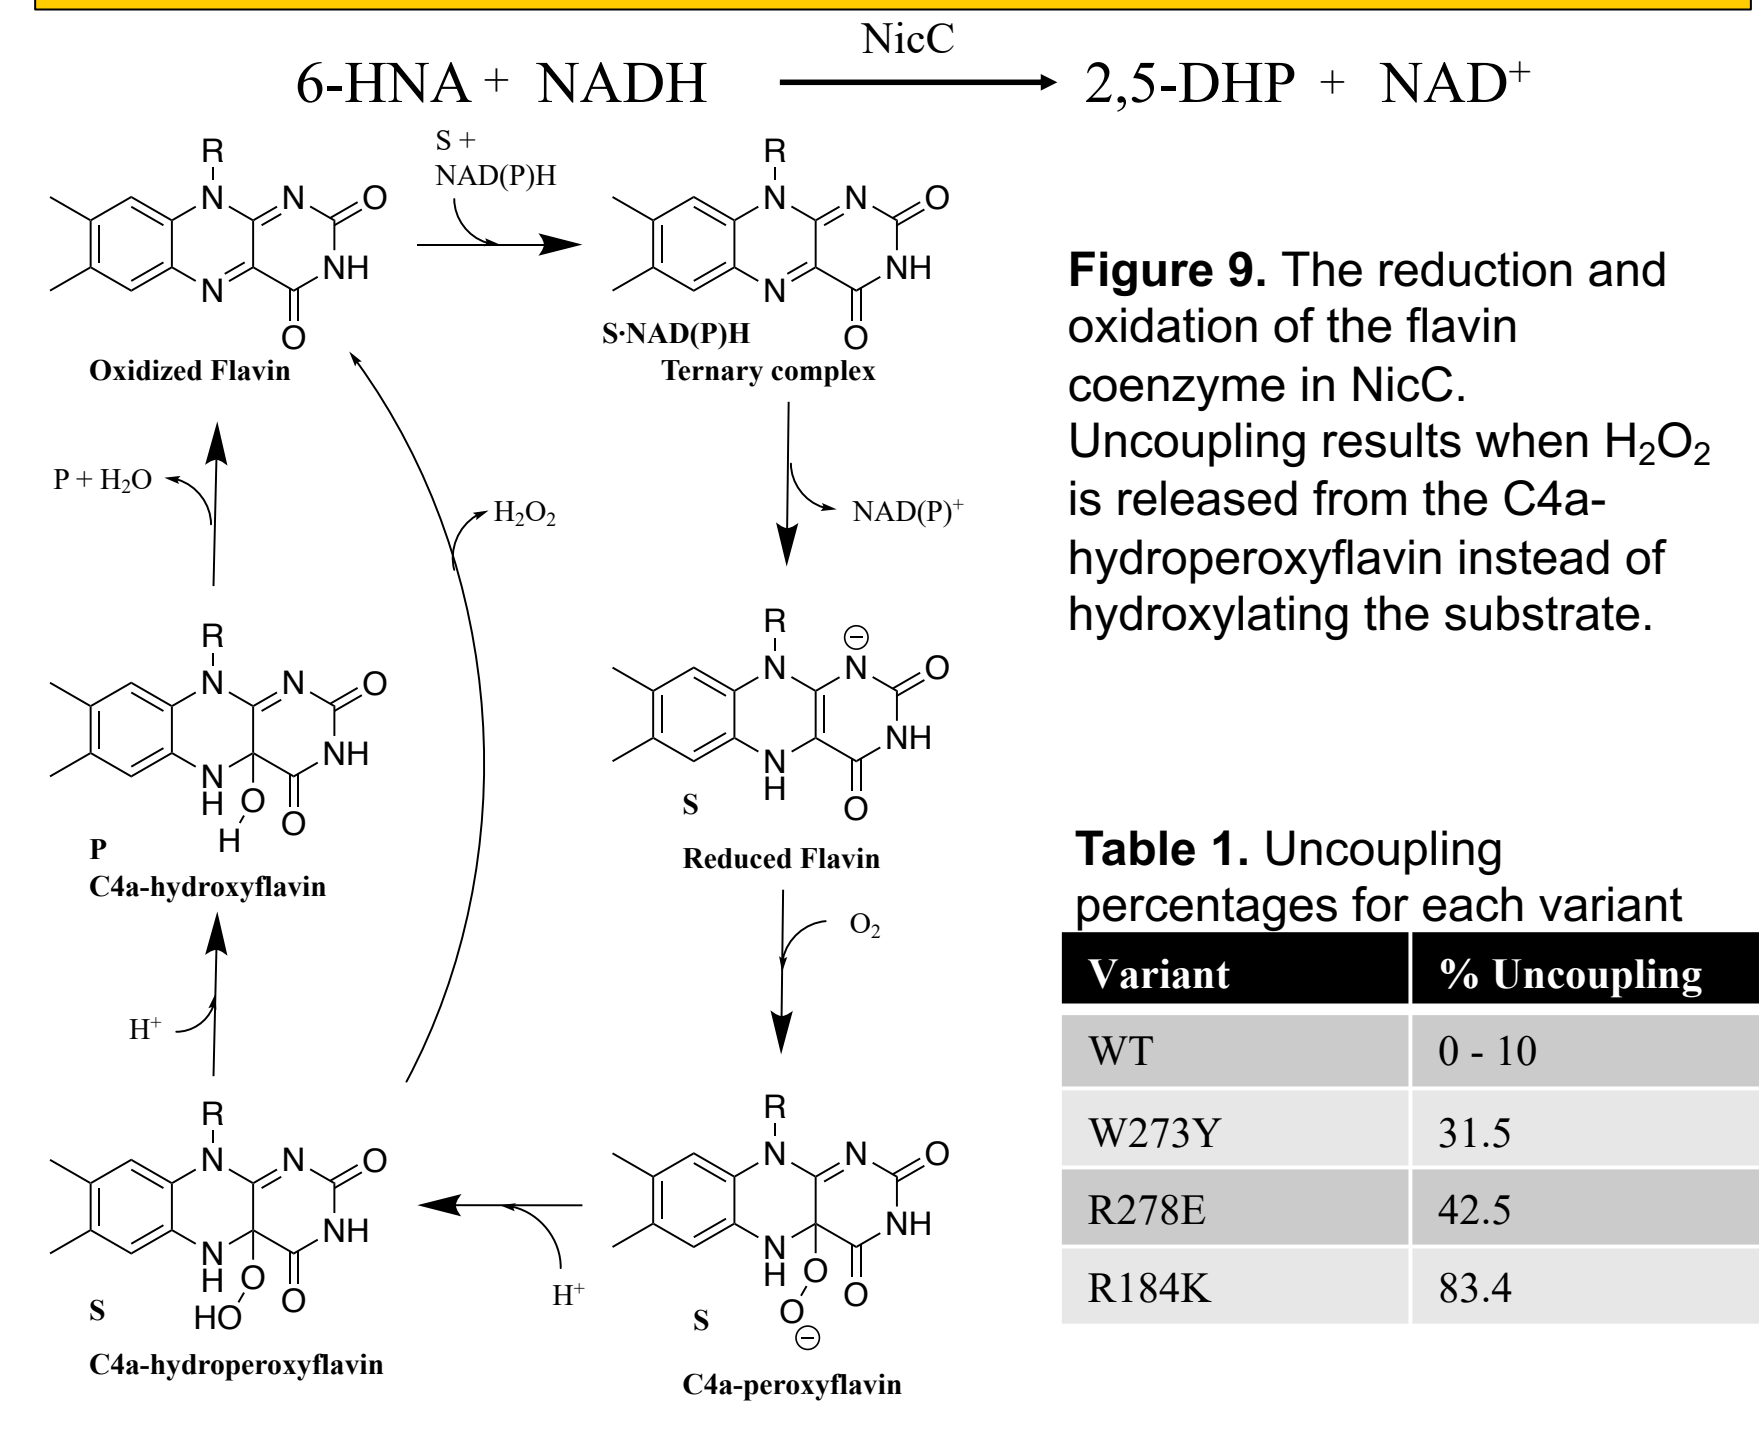 NicC
6-HNA + NADH 2,5-DHP + NAD⁺
S +
NAD(P)H
R
N
N
O
NH
N
O
Oxidized Flavin
R
N
N
O
NH
N
O
S·NAD(P)H
Ternary complex
Figure 9. The reduction and
oxidation of the flavin
coenzyme in NicC.
Uncoupling results when H₂O₂
is released from the C4a-
hydroperoxyflavin instead of
hydroxylating the substrate.
P + H₂O
H₂O₂
NAD(P)⁺
R
N
N
O
NH
N
H
O
H
O
P
C4a-hydroxyflavin
R
⊖
N
N
O
NH
N
H
O
S
Reduced Flavin
O₂
H⁺
Table 1. Uncoupling
percentages for each variant
Variant % Uncoupling
WT 0 - 10
W273Y 31.5
R278E 42.5
R184K 83.4
R
N
N
O
NH
N
H
O
HO
O
S
C4a-hydroperoxyflavin
H⁺
R
N
N
O
NH
N
H
O
O
⊖
O
S
C4a-peroxyflavin